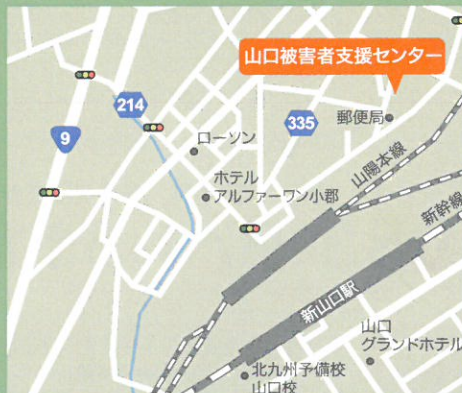 山口被害者支援センター
214
335
郵便局
9
ローソン
山陽本線
ホテル
アルファーワン小郡
新幹線
新山口駅
山口
グランドホテル
北九州予備校
山口校